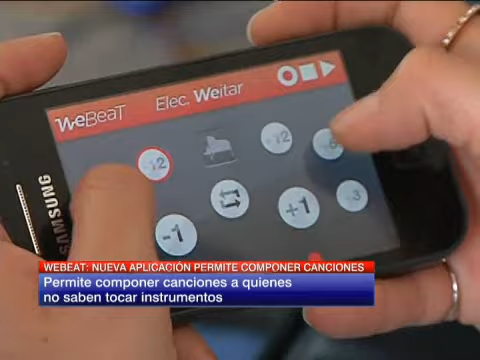 WeBeaT
Elec. Weitar
-12
+12
-1
+1
SAMSUNG
WEBEAT: NUEVA APLICACIÓN PERMITE COMPONER CANCIONES
Permite componer canciones a quienes
no saben tocar instrumentos